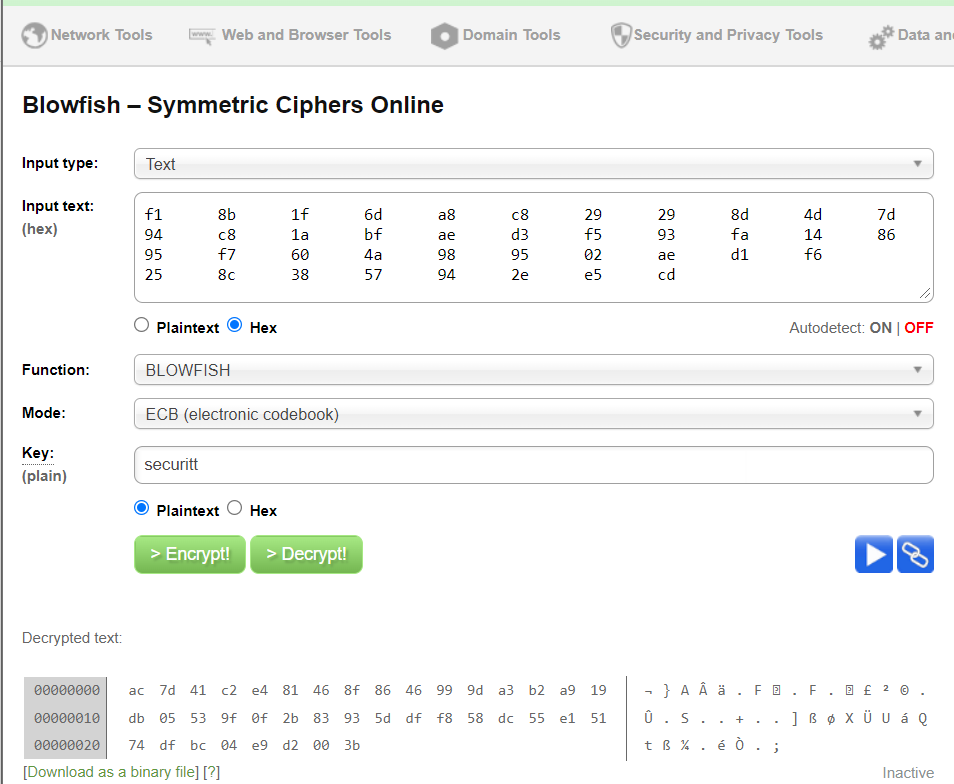 Network Tools www Web and Browser Tools Domain Tools Security and Privacy Tools Data an
Blowfish – Symmetric Ciphers Online
Input type: Text
Input text:
(hex)
f1 8b 1f 6d a8 c8 29 29 8d 4d 7d
94 c8 1a bf ae d3 f5 93 fa 14 86
95 f7 60 4a 98 95 02 ae d1 f6
25 8c 38 57 94 2e e5 cd
Plaintext Hex Autodetect: ON | OFF
Function: BLOWFISH
Mode: ECB (electronic codebook)
Key: securitt
(plain)
Plaintext Hex
> Encrypt! > Decrypt!
Decrypted text:
00000000 ac 7d 41 c2 e4 81 46 8f 86 46 99 9d a3 b2 a9 19 ¬ } A Â ä . F . F . £ ² © .
00000010 db 05 53 9f 0f 2b 83 93 5d df f8 58 dc 55 e1 51 Û . S . . + . . ] ß ø X Ü U á Q
00000020 74 df bc 04 e9 d2 00 3b t ß ¼ . é Ò . ;
[Download as a binary file] [?] Inactive